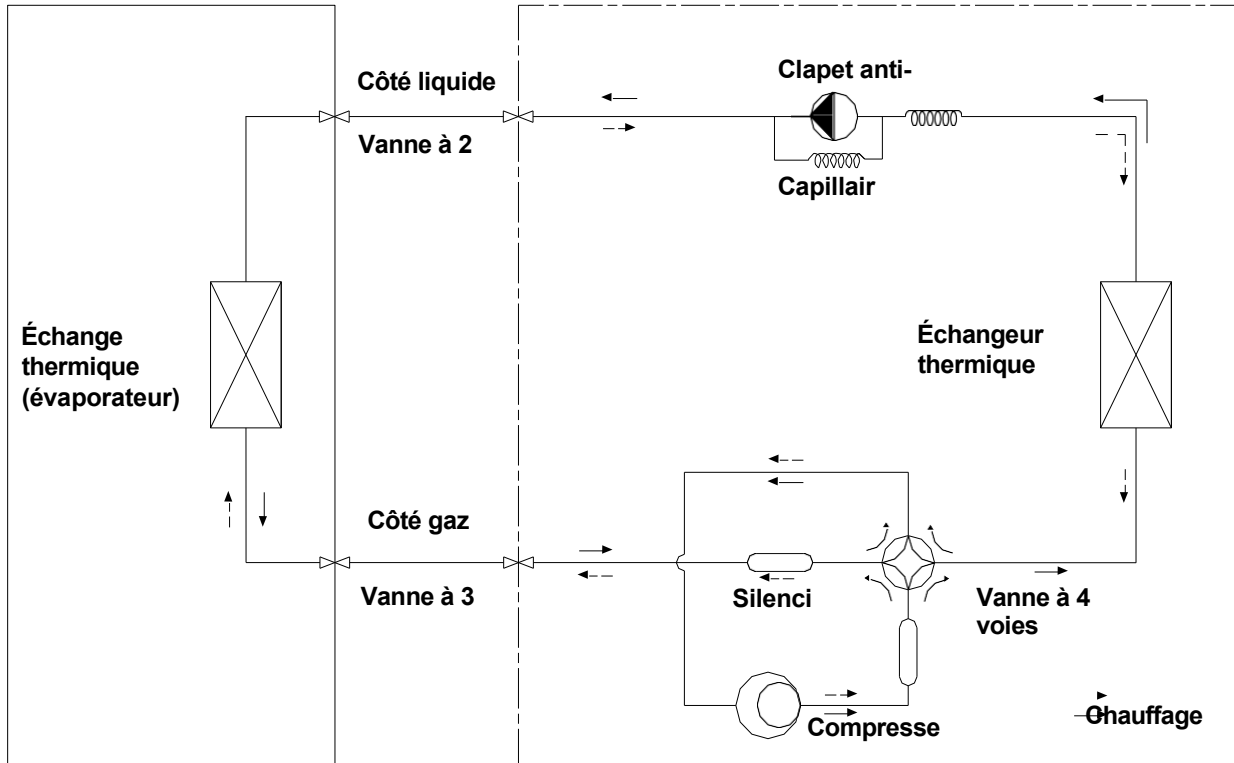 Côté liquide
Clapet anti-
Vanne à 2
Capillair
Échange
thermique
(évaporateur)
Échangeur
thermique
Côté gaz
Vanne à 3
Silenci
Vanne à 4
voies
Compresse
Chauffage